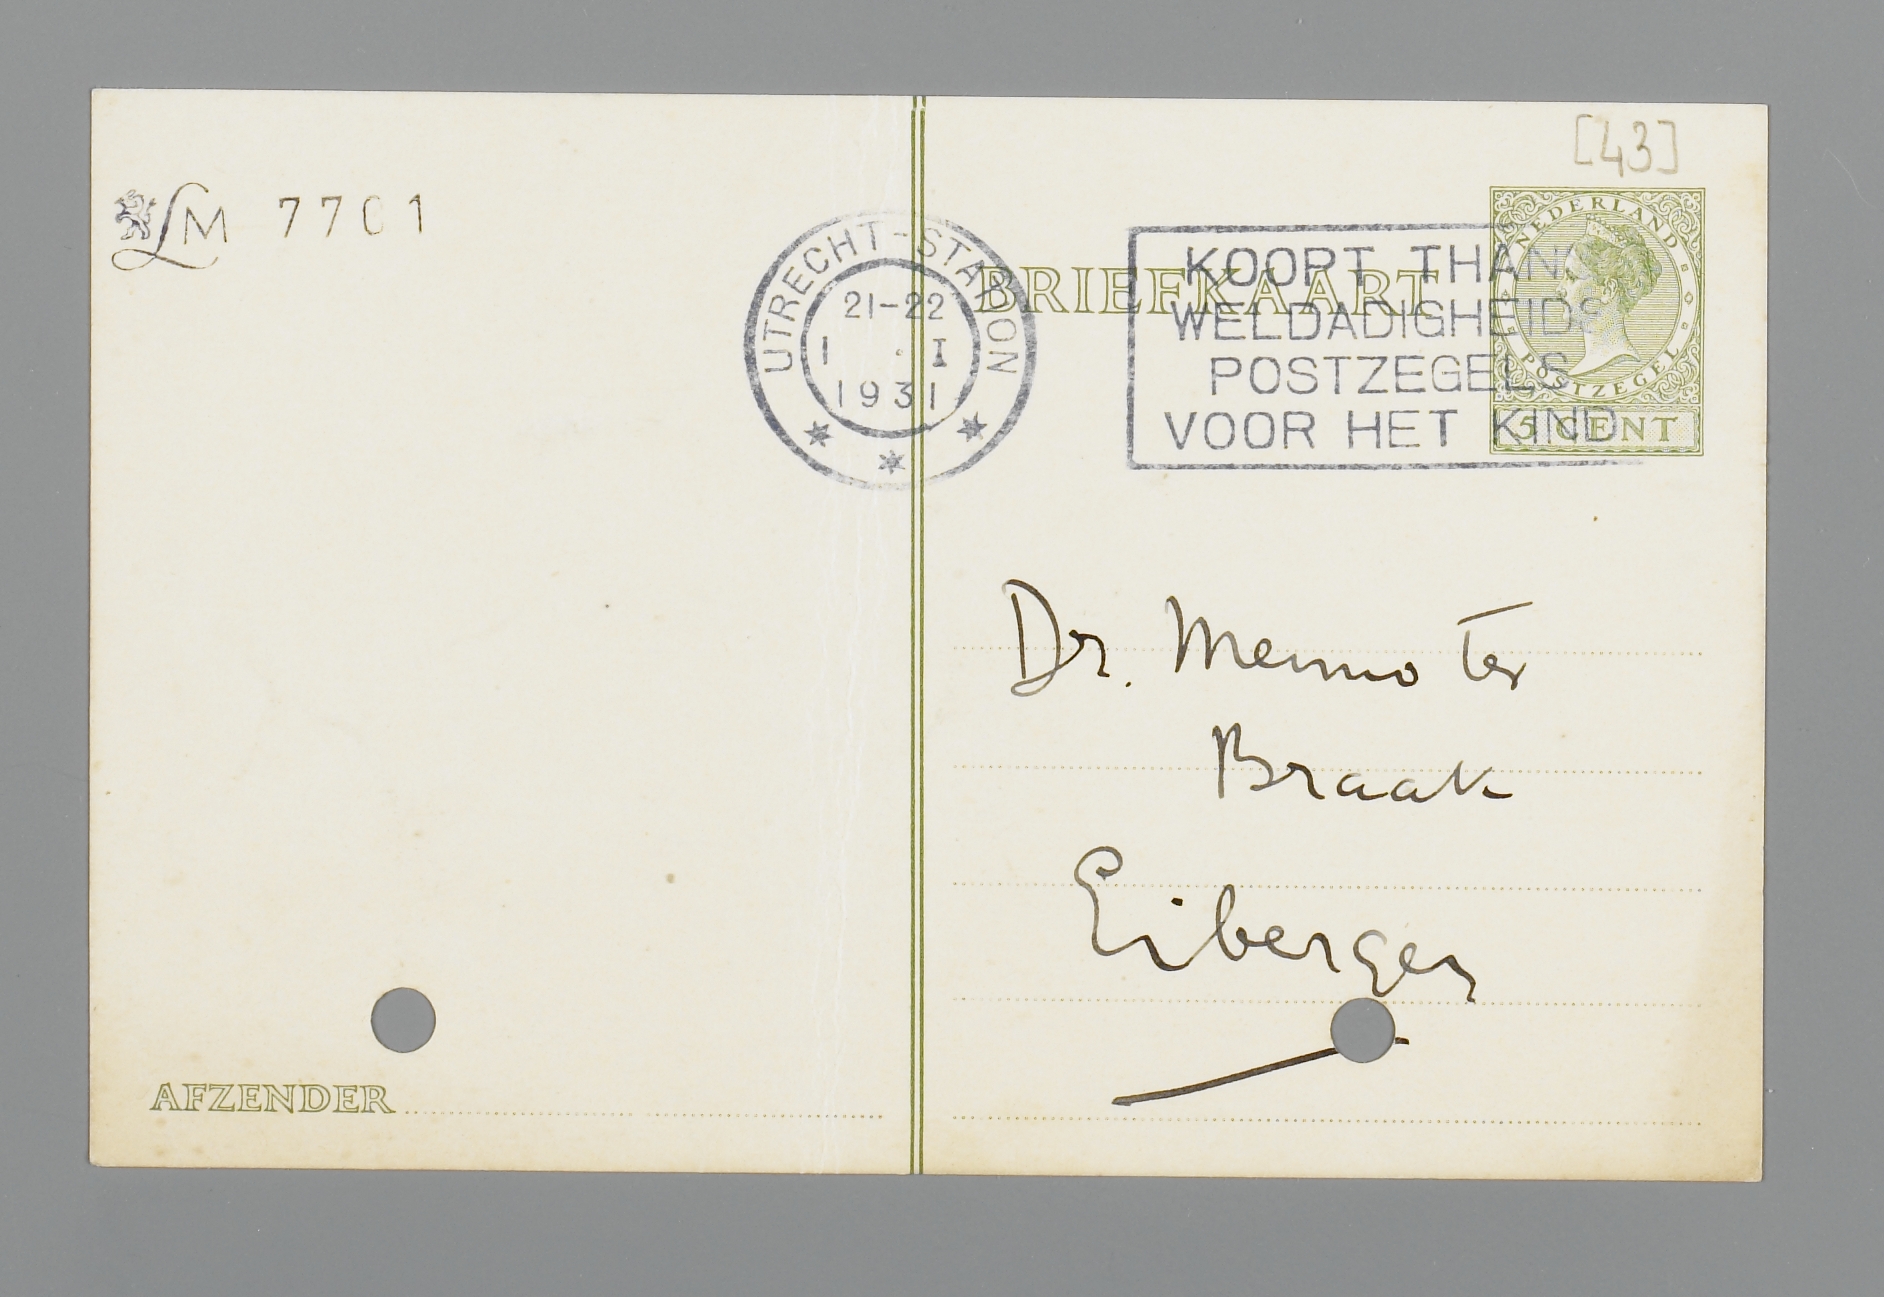 [43]
LM 7701
UTRECHT-STATION
21-22
1 . I
1931
BRIEFKAART
KOOPT THANS
WELDADIGHEIDS
POSTZEGELS
VOOR HET KIND
NEDERLAND
POSTZEGEL
5 CENT
Dr. Menno ter
Braak
Eibergen
AFZENDER